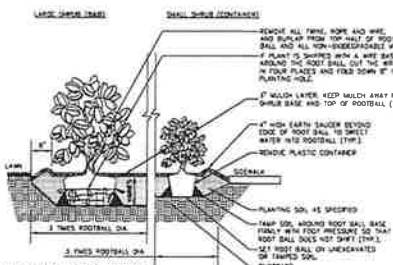 LARGE SHRUB (B&B)
SMALL SHRUB (CONTAINER)
REMOVE ALL TWINE, ROPE AND WIRE,
AND BURLAP FROM TOP HALF OF ROOT
BALL AND ALL NON-BIODEGRADABLE
IF PLANT IS SHIPPED WITH A WIRE BAS
AROUND THE ROOT BALL, CUT THE WIR
IN FOUR PLACES AND FOLD DOWN 8"
PLANTING HOLE.
3" MULCH LAYER. KEEP MULCH AWAY
SHRUB BASE AND TOP OF ROOTBALL (
4" HIGH EARTH SAUCER BEYOND
EDGE OF ROOT BALL TO DIRECT
WATER INTO ROOTBALL (TYP.)
REMOVE PLASTIC CONTAINER
LAWN
SIDEWALK
PLANTING SOIL AS SPECIFIED
TAMP SOIL AROUND ROOT BALL BASE
FIRMLY WITH FOOT PRESSURE SO THAT
ROOT BALL DOES NOT SHIFT (TYP.)
SET ROOT BALL ON UNEXCAVATED
OR TAMPED SOIL
3 TIMES ROOTBALL DIA.
3 TIMES ROOTBALL DIA